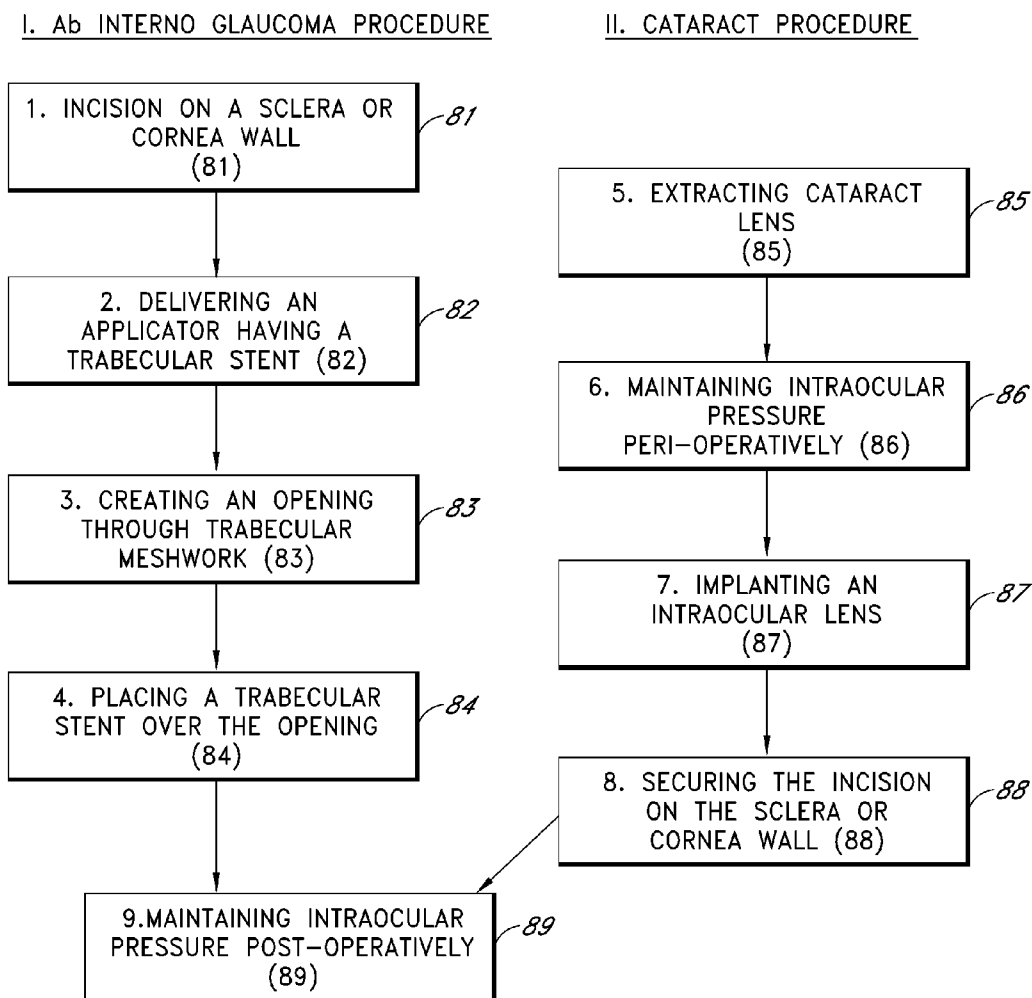 I. Ab INTERNO GLAUCOMA PROCEDURE
1. INCISION ON A SCLERA OR
CORNEA WALL
(81)
81
2. DELIVERING AN
APPLICATOR HAVING A
TRABECULAR STENT (82)
82
3. CREATING AN OPENING
THROUGH TRABECULAR
MESHWORK (83)
83
4. PLACING A TRABECULAR
STENT OVER THE OPENING
(84)
84
II. CATARACT PROCEDURE
5. EXTRACTING CATARACT
LENS
(85)
85
6. MAINTAINING INTRAOCULAR
PRESSURE
PERI-OPERATIVELY (86)
86
7. IMPLANTING AN
INTRAOCULAR LENS
(87)
87
8. SECURING THE INCISION
ON THE SCLERA OR
CORNEA WALL (88)
88
9.MAINTAINING INTRAOCULAR
PRESSURE POST-OPERATIVELY
(89)
89